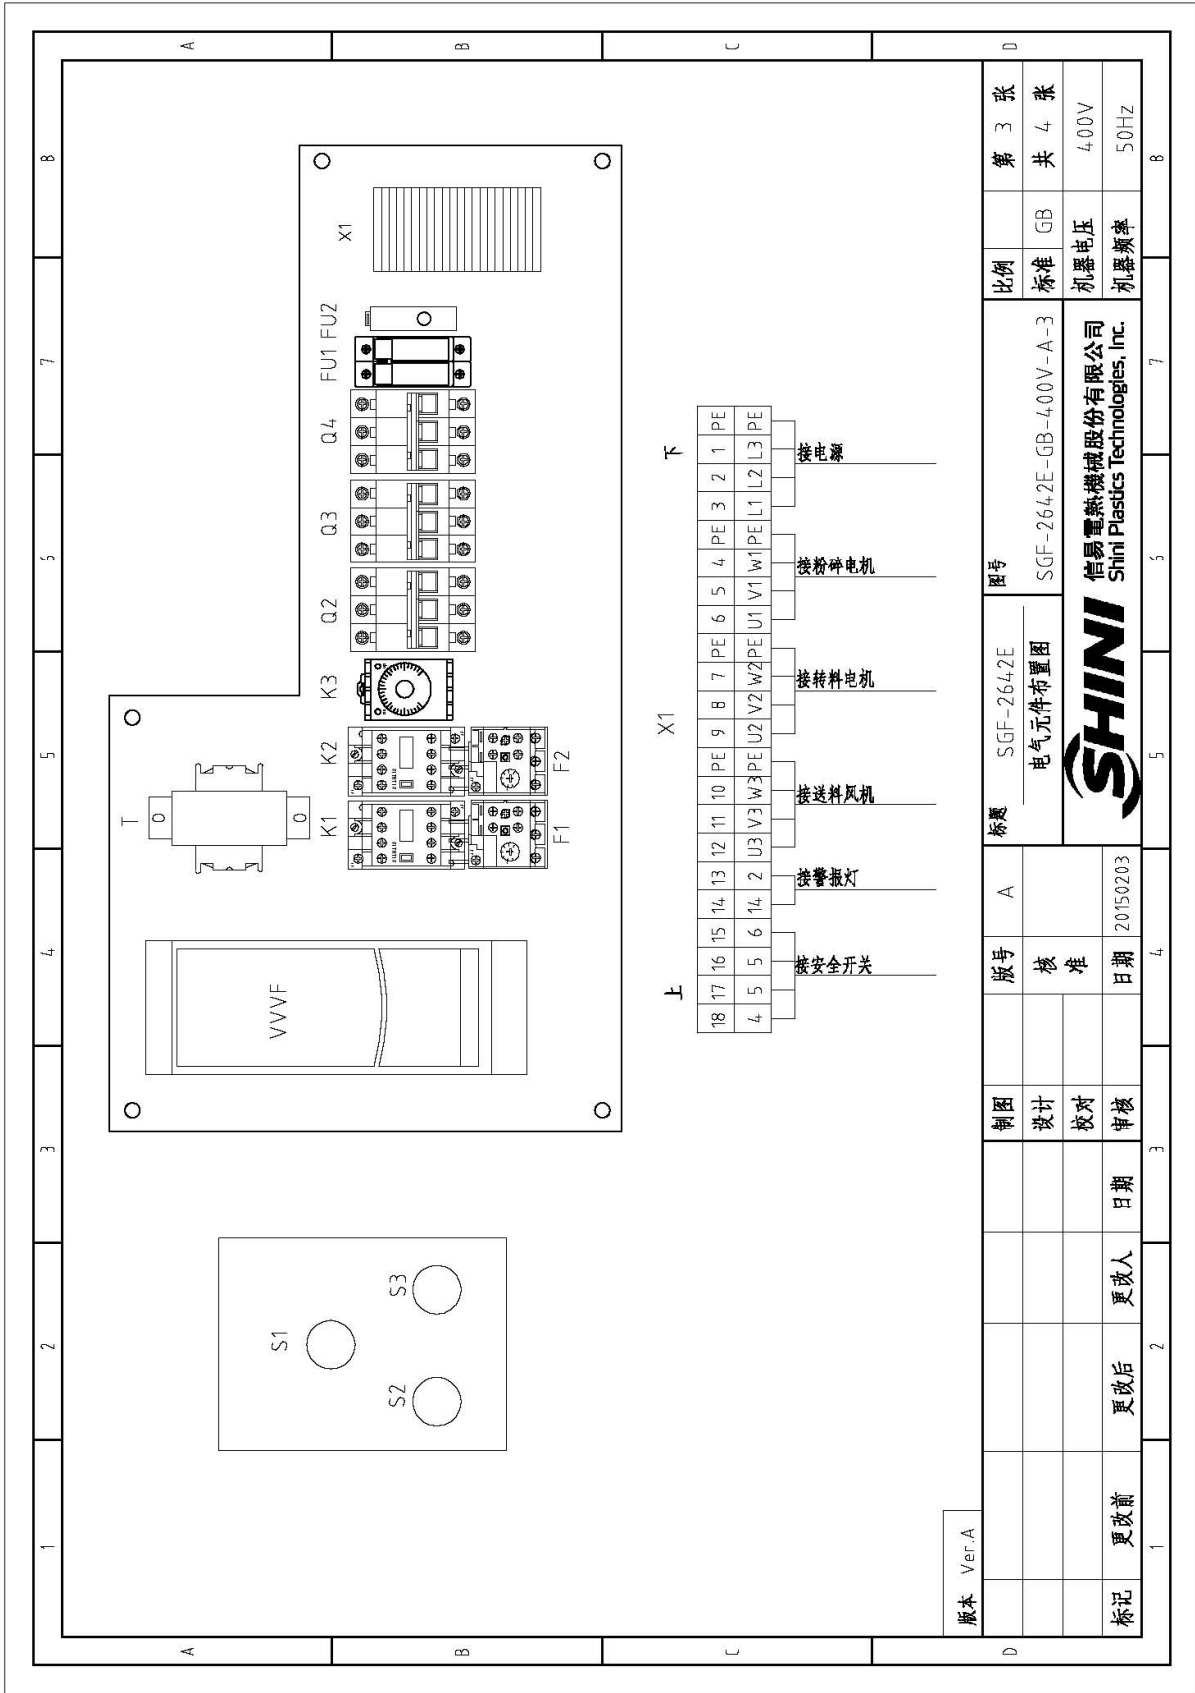 1 2 3 4 5 6 7 8
A
B
C
D
VVVF
T
K1 K2 K3 Q2 Q3 Q4 FU1 FU2 X1
F1 F2
S1
S2 S3
X1
上
下
18 17 16 15 14 13 12 11 10 PE 9 8 7 PE 6 5 4 PE 3 2 1 PE
4 5 5 6 14 2 U3 V3 W3 PE U2 V2 W2 PE U1 V1 W1 PE L1 L2 L3 PE
接安全开关 接警报灯 接送料风机 接转料电机 接粉碎电机 接电源
版本 Ver.A
标记 更改前 更改后 更改人 日期
制图
设计
校对
审核
版号 A
核准
日期 20150203
标题
SGF-2642E
电气元件布置图
图号
SGF-2642E-GB-400V-A-3
SHINI
信易電熱機械股份有限公司
Shini Plastics Technologies, Inc.
比例 第 3 张
标准 GB 共 4 张
机器电压 400V
机器频率 50Hz
A
B
C
D
1 2 3 4 5 6 7 8